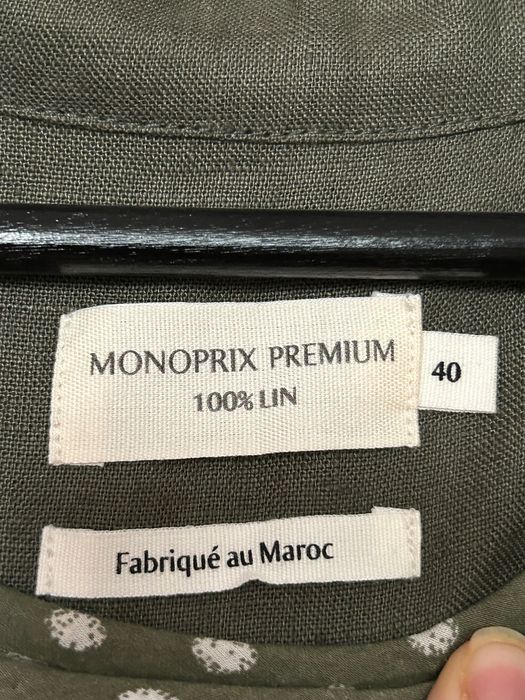 MONOPRIX PREMIUM
100% LIN
40
Fabriqué au Maroc